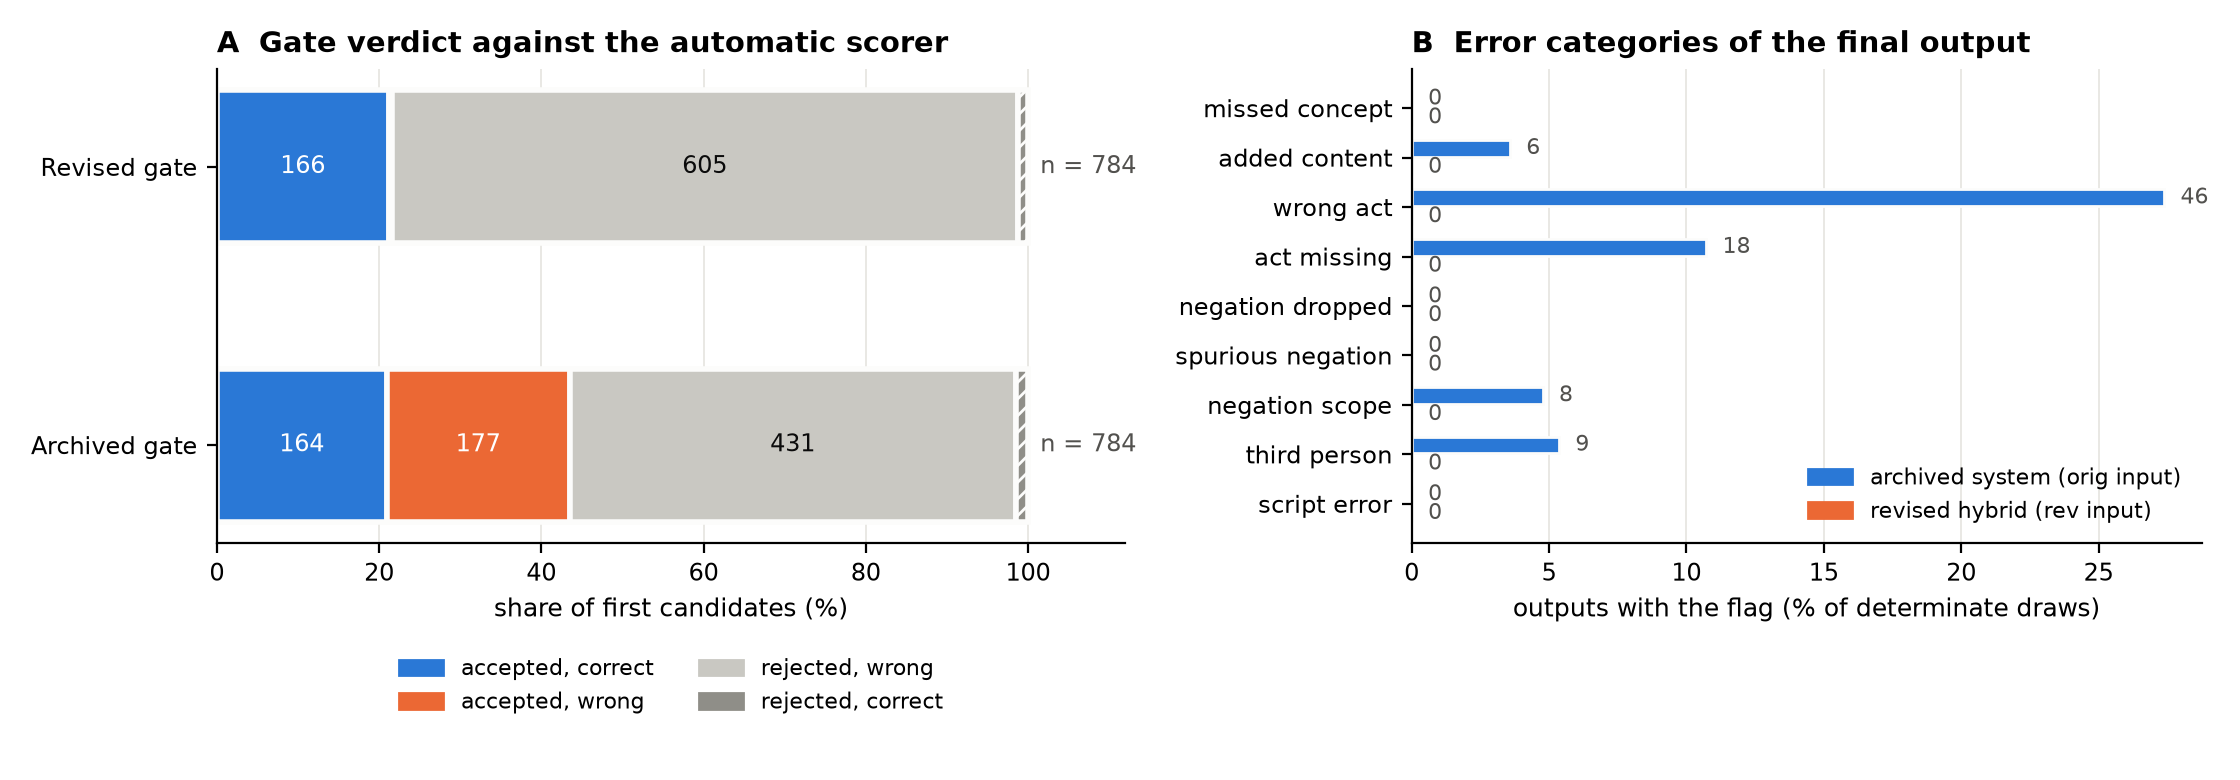 A Gate verdict against the automatic scorer
Revised gate
166
605
n = 784
Archived gate
164
177
431
n = 784
0 20 40 60 80 100
share of first candidates (%)
accepted, correct
accepted, wrong
rejected, wrong
rejected, correct
B Error categories of the final output
missed concept
0
0
added content
6
0
wrong act
46
0
act missing
18
0
negation dropped
0
0
spurious negation
0
0
negation scope
8
0
third person
9
0
script error
0
0
archived system (orig input)
revised hybrid (rev input)
0 5 10 15 20 25
outputs with the flag (% of determinate draws)